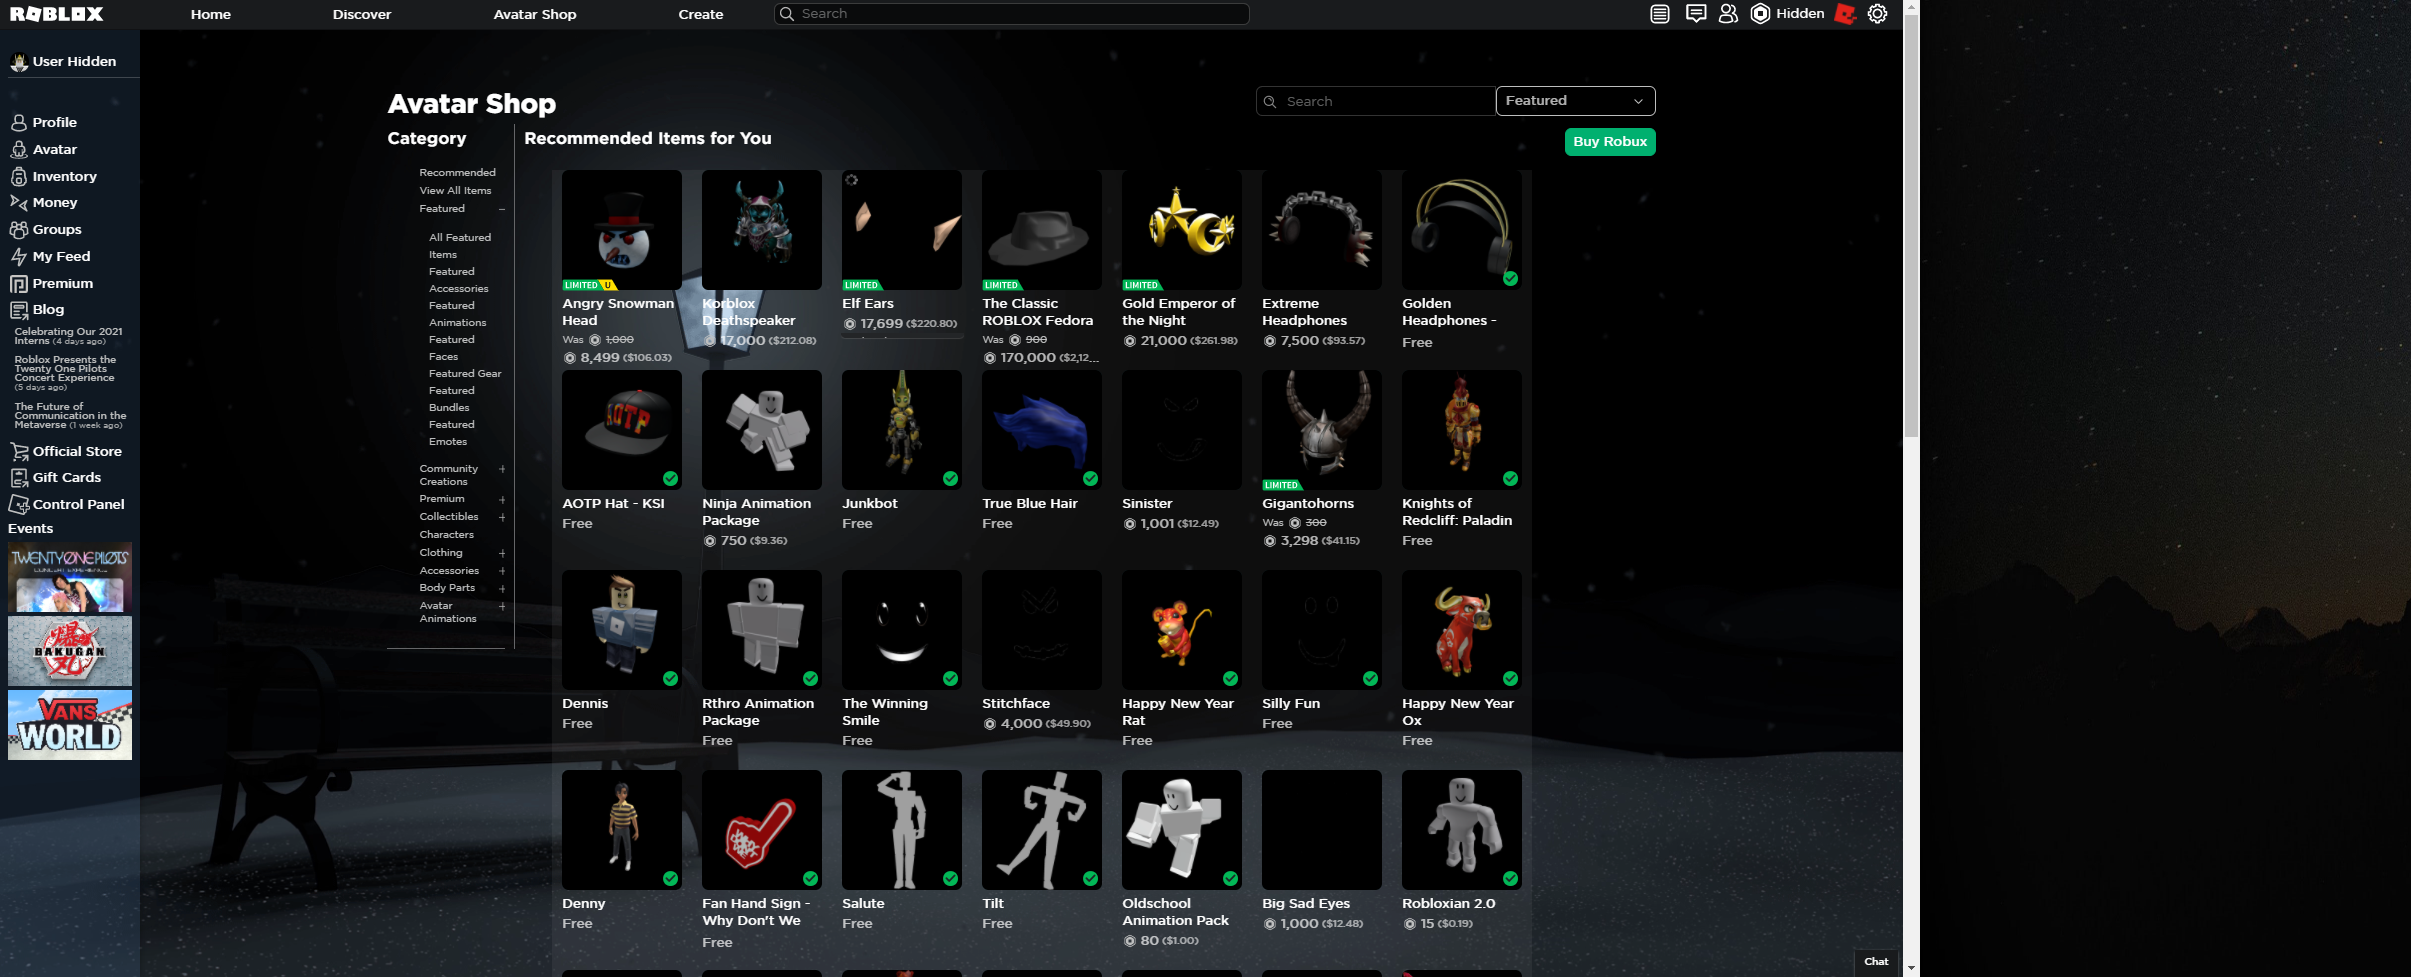 ROBLOX
Home
Discover
Avatar Shop
Create
Search
Hidden
User Hidden
Profile
Avatar
Inventory
Money
Groups
My Feed
Premium
Blog
Celebrating Our 2021
Interns (4 days ago)
Roblox Presents the
Twenty One Pilots
Concert Experience
(5 days ago)
The Future of
Communication in the
Metaverse (1 week ago)
Official Store
Gift Cards
Control Panel
Events
TWENTY ONE PILOTS
BAKUGAN
VANS
WORLD
Avatar Shop
Search
Featured
Category
Recommended Items for You
Buy Robux
Recommended
View All Items
Featured –
All Featured
Items
Featured
Accessories
Featured
Animations
Featured
Faces
Featured Gear
Featured
Bundles
Featured
Emotes
Community +
Creations
Premium +
Collectibles +
Characters
Clothing +
Accessories +
Body Parts +
Avatar +
Animations
LIMITED U
Angry Snowman
Head
Was 1,000
8,499 ($106.03)
Korblox
Deathspeaker
17,000 ($212.08)
LIMITED
Elf Ears
17,699 ($220.80)
LIMITED
The Classic
ROBLOX Fedora
Was 900
170,000 ($2,12...
LIMITED
Gold Emperor of
the Night
21,000 ($261.98)
Extreme
Headphones
7,500 ($93.57)
Golden
Headphones -
Free
AOTP
AOTP Hat - KSI
Free
Ninja Animation
Package
750 ($9.36)
Junkbot
Free
True Blue Hair
Free
Sinister
1,001 ($12.49)
LIMITED
Gigantohorns
Was 300
3,298 ($41.15)
Knights of
Redcliff: Paladin
Free
Dennis
Free
Rthro Animation
Package
Free
The Winning
Smile
Free
Stitchface
4,000 ($49.90)
Happy New Year
Rat
Free
Silly Fun
Free
Happy New Year
Ox
Free
Denny
Free
Fan Hand Sign -
Why Don't We
Free
Salute
Free
Tilt
Free
Oldschool
Animation Pack
80 ($1.00)
Big Sad Eyes
1,000 ($12.48)
Robloxian 2.0
15 ($0.19)
Chat